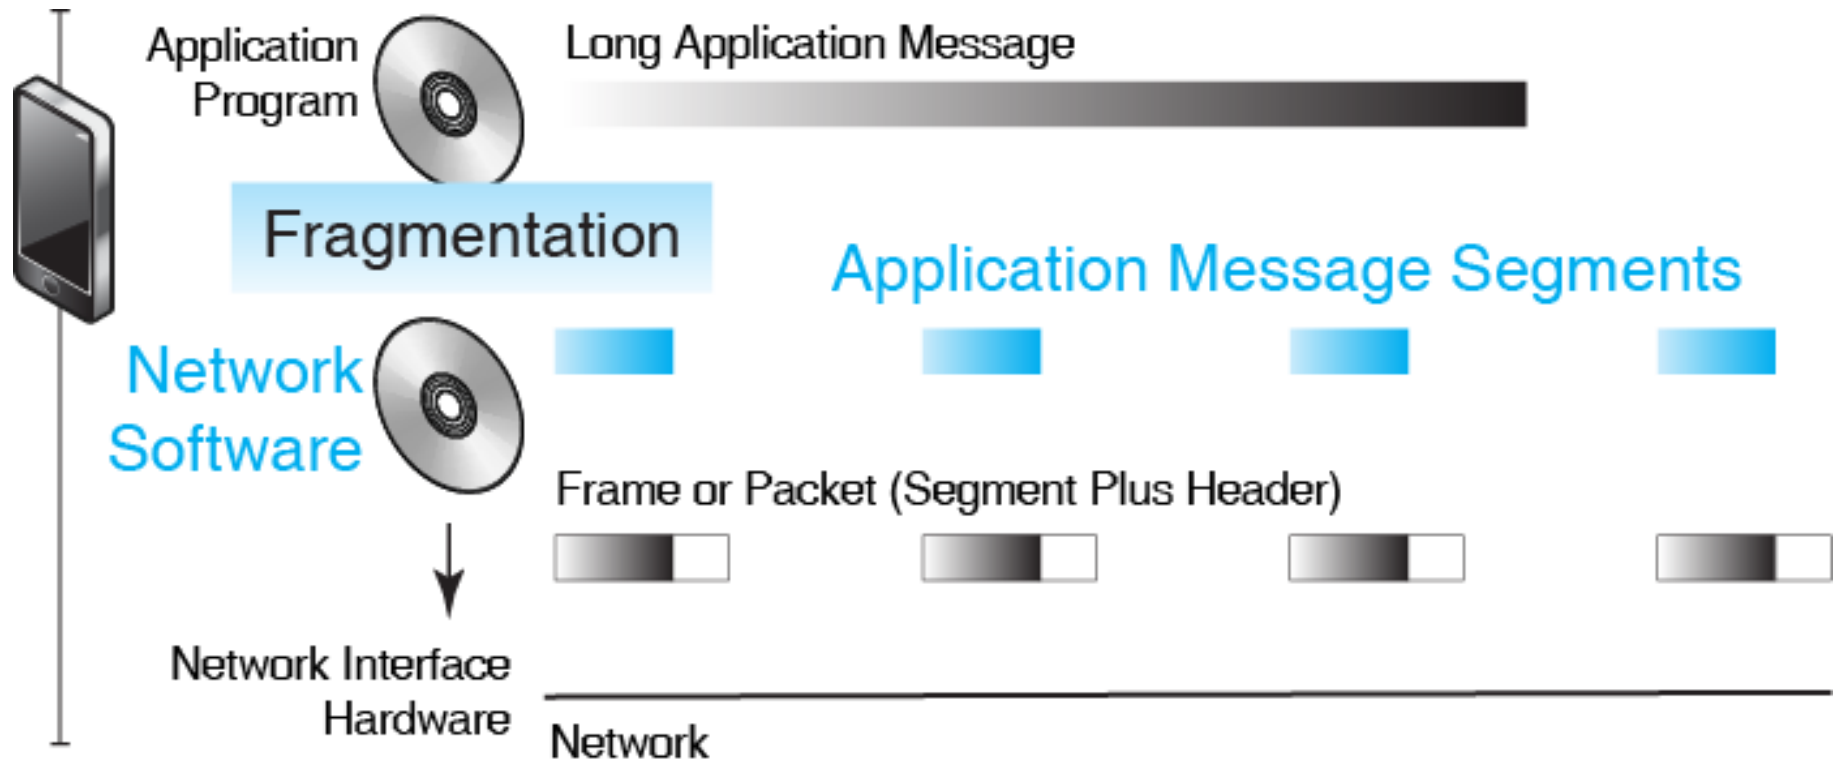 Application
Program
Long Application Message
Fragmentation
Application Message Segments
Network
Software
Frame or Packet (Segment Plus Header)
Network Interface
Hardware
Network